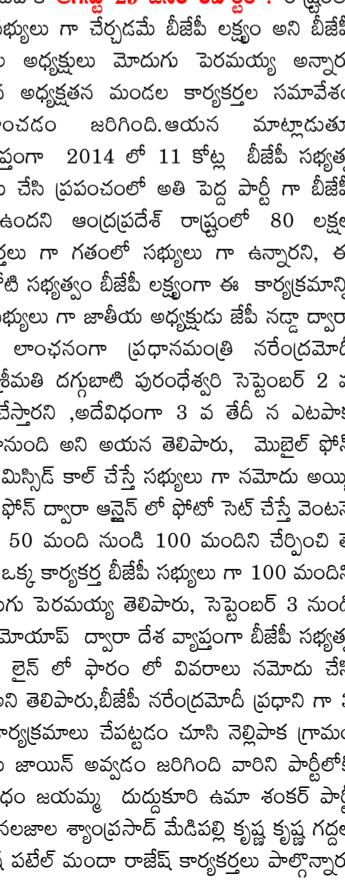 సభ్యులు గా చేర్చడమే బీజేపీ లక్ష్యం అని బీజేపీ
అధ్యక్షులు మోదుగు పెరమయ్య అన్నారు
అధ్యక్షతన మండల కార్యకర్తల సమావేశం
జరిగింది.ఆయన మాట్లాడుతూ
2014 లో 11 కోట్ల బీజేపీ సభ్యత్వ
చేసి ప్రపంచంలో అతి పెద్ద పార్టీ గా బీజేపీ
ఉందని ఆంధ్రప్రదేశ్ రాష్ట్రంలో 80 లక్షల
గా గతంలో సభ్యులు గా ఉన్నారని, ఈ
సభ్యత్వం బీజేపీ లక్ష్యంగా ఈ కార్యక్రమాన్ని
సభ్యులు గా జాతీయ అధ్యక్షుడు జేపీ నడ్డా ద్వారా
లాంఛనంగా ప్రధానమంత్రి నరేంద్రమోదీ
శ్రీమతి దగ్గుబాటి పురంధేశ్వరి సెప్టెంబర్ 2 వ
చేస్తారని ,అదేవిధంగా 3 వ తేదీ న ఎటపాక
అని అయన తెలిపారు, మొబైల్ ఫోన్
మిస్సిడ్ కాల్ చేస్తే సభ్యులు గా నమోదు అయ్యి
ఫోన్ ద్వారా ఆన్లైన్ లో ఫోటో సెట్ చేస్తే వెంటనే
50 మంది నుండి 100 మందిని చేర్పించి
ఒక్క కార్యకర్త బీజేపీ సభ్యులు గా 100 మందిని
పెరమయ్య తెలిపారు, సెప్టెంబర్ 3 నుండి
ద్వారా దేశ వ్యాప్తంగా బీజేపీ సభ్యత్వ
లైన్ లో ఫారం లో వివరాలు నమోదు చేసి
తెలిపారు,బీజేపీ నరేంద్రమోదీ ప్రధాని గా
కార్యక్రమాలు చేపట్టడం చూసి నెల్లిపాక గ్రామం
జాయిన్ అవ్వడం జరిగింది వారిని పార్టీలోకి
జయమ్మ దుద్దుకూరి ఉమా శంకర్ పార్టీ
శ్యాంప్రసాద్ మేడిపల్లి కృష్ణ కృష్ణ గద్దల
పటేల్ మందా రాజేష్ కార్యకర్తలు పాల్గొన్నారు